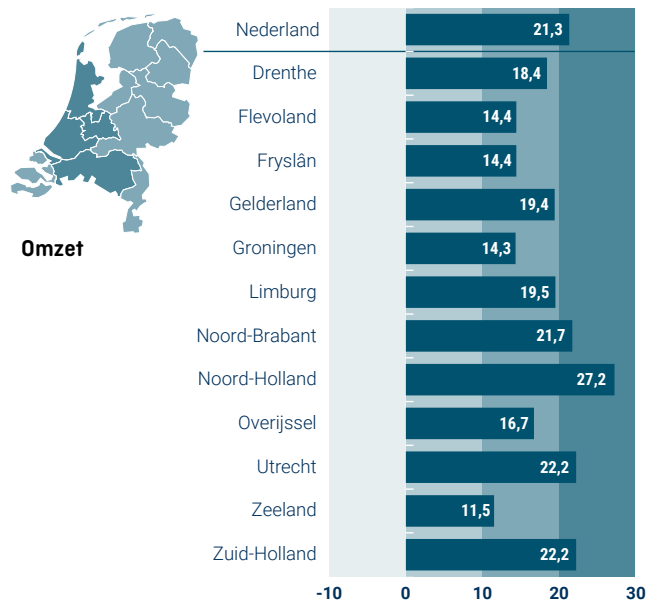 Omzet
Nederland 21,3
Drenthe 18,4
Flevoland 14,4
Fryslân 14,4
Gelderland 19,4
Groningen 14,3
Limburg 19,5
Noord-Brabant 21,7
Noord-Holland 27,2
Overijssel 16,7
Utrecht 22,2
Zeeland 11,5
Zuid-Holland 22,2
-10 0 10 20 30